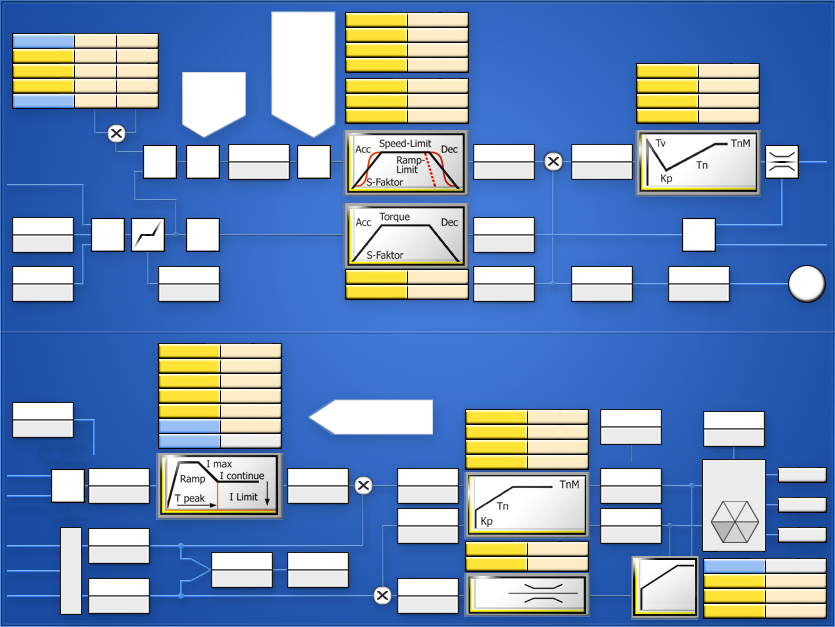 Speed-Limit
Acc
Dec
Ramp-
Limit
S-Faktor
Tv
TnM
Tn
Kp
Torque
Acc
Dec
S-Faktor
I max
Ramp
I continue
T peak
I Limit
TnM
Tn
Kp